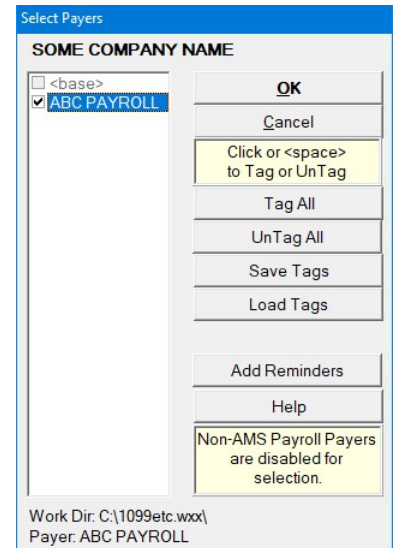 Select Payers
SOME COMPANY NAME
<base>
ABC PAYROLL
OK
Cancel
Click or <space>
to Tag or UnTag
Tag All
UnTag All
Save Tags
Load Tags
Add Reminders
Help
Non-AMS Payroll Payers
are disabled for
selection.
Work Dir: C:\1099etc.wxx\
Payer: ABC PAYROLL